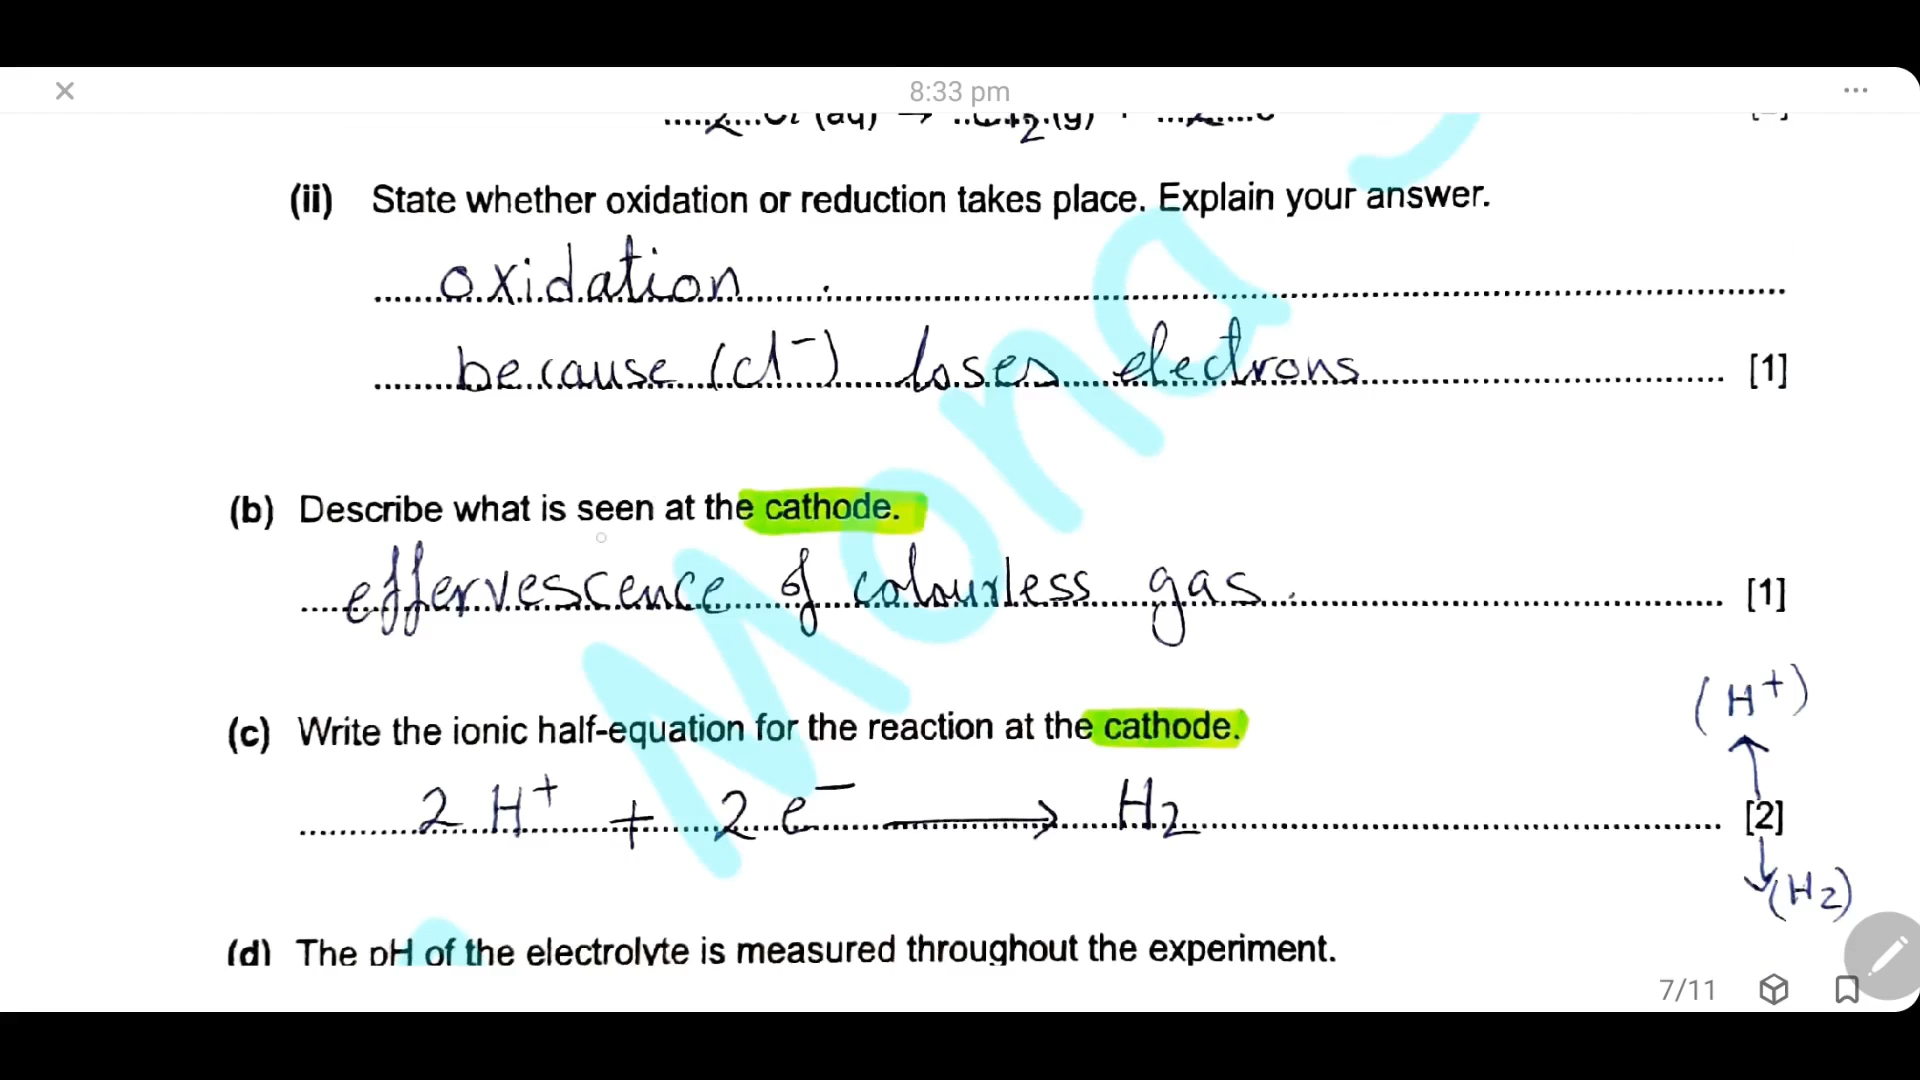 8:33 pm
(ii) State whether oxidation or reduction takes place. Explain your answer.
oxidation
because (cl⁻) loses electrons [1]
(b) Describe what is seen at the cathode.
effervescence of colourless gas. [1]
(H⁺)
(c) Write the ionic half-equation for the reaction at the cathode.
2 H⁺ + 2 e⁻ → H₂ [2]
(H₂)
(d) The pH of the electrolyte is measured throughout the experiment.
7/11
Mona